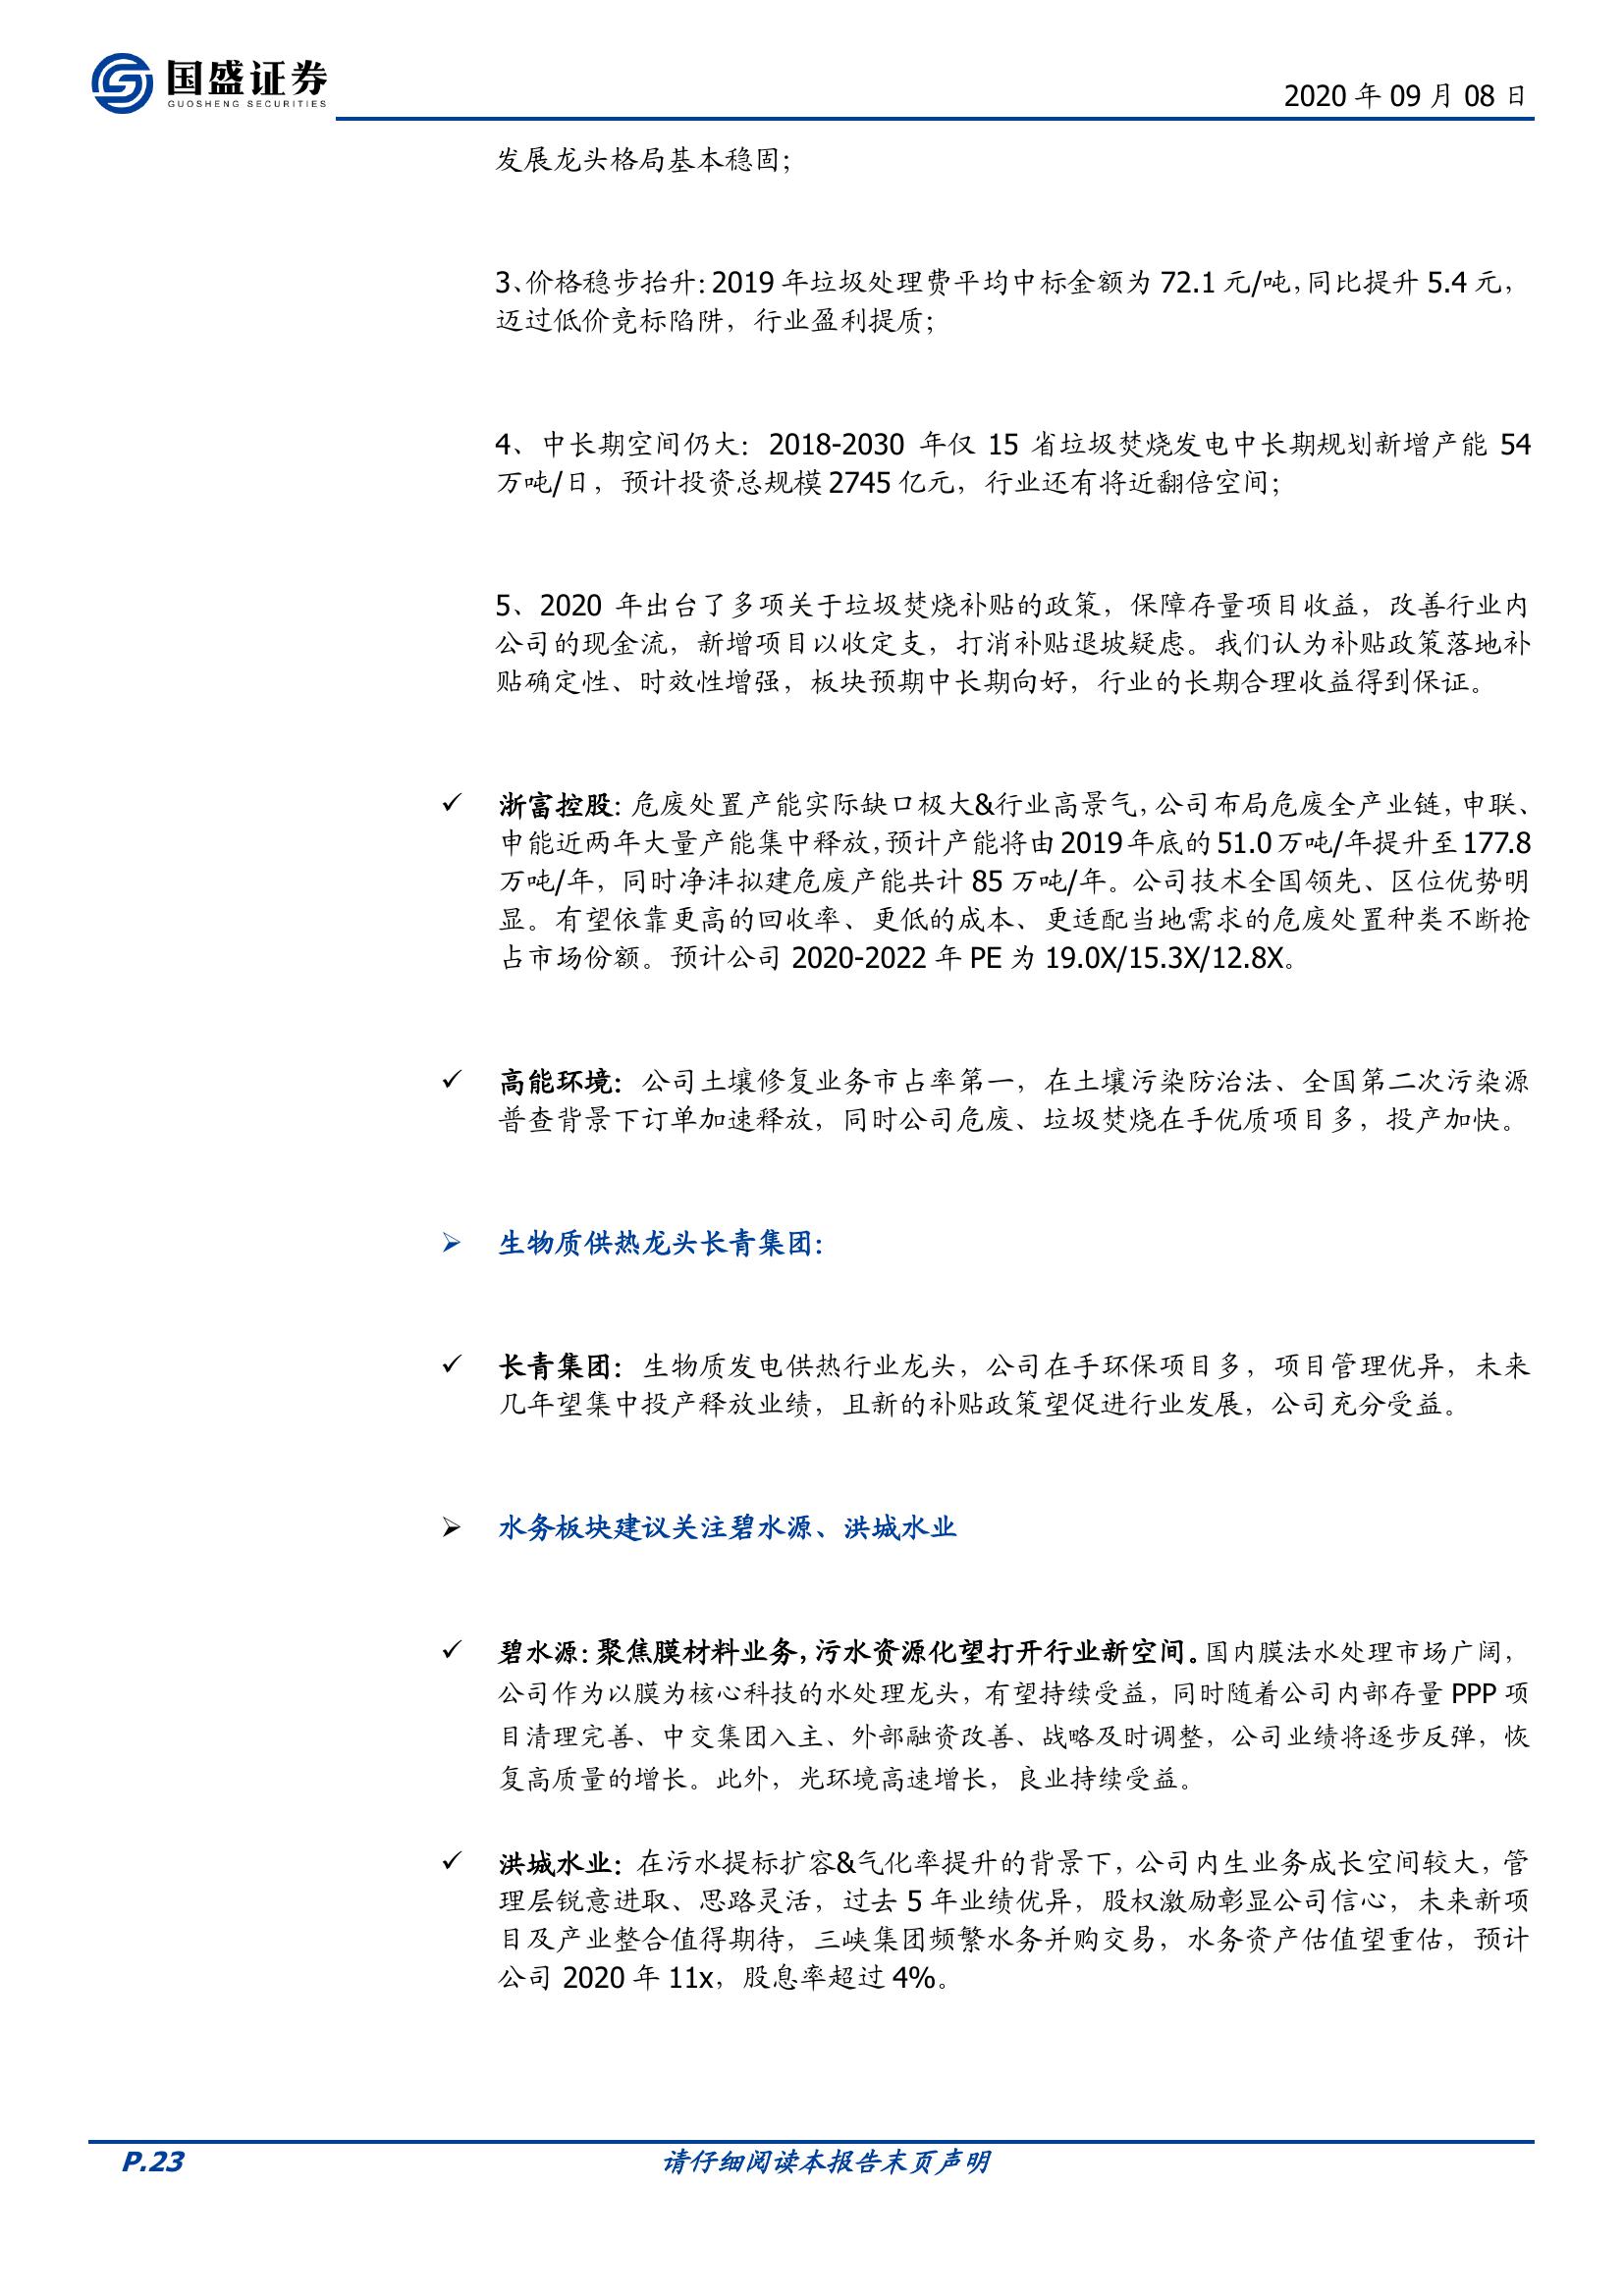 国盛证券
GUOSHENG SECURITIES
2020 年 09 月 08 日
发展龙头格局基本稳固；
3、价格稳步抬升：2019 年垃圾处理费平均中标金额为 72.1 元/吨，同比提升 5.4 元，
迈过低价竞标陷阱，行业盈利提质；
4、中长期空间仍大：2018-2030 年仅 15 省垃圾焚烧发电中长期规划新增产能 54
万吨/日，预计投资总规模 2745 亿元，行业还有将近翻倍空间；
5、2020 年出台了多项关于垃圾焚烧补贴的政策，保障存量项目收益，改善行业内
公司的现金流，新增项目以收定支，打消补贴退坡疑虑。我们认为补贴政策落地补
贴确定性、时效性增强，板块预期中长期向好，行业的长期合理收益得到保证。
✓ 浙富控股：危废处置产能实际缺口极大&行业高景气，公司布局危废全产业链，申联、
申能近两年大量产能集中释放，预计产能将由 2019 年底的 51.0 万吨/年提升至 177.8
万吨/年，同时净沣拟建危废产能共计 85 万吨/年。公司技术全国领先、区位优势明
显。有望依靠更高的回收率、更低的成本、更适配当地需求的危废处置种类不断抢
占市场份额。预计公司 2020-2022 年 PE 为 19.0X/15.3X/12.8X。
✓ 高能环境：公司土壤修复业务市占率第一，在土壤污染防治法、全国第二次污染源
普查背景下订单加速释放，同时公司危废、垃圾焚烧在手优质项目多，投产加快。
➢ 生物质供热龙头长青集团：
✓ 长青集团：生物质发电供热行业龙头，公司在手环保项目多，项目管理优异，未来
几年望集中投产释放业绩，且新的补贴政策望促进行业发展，公司充分受益。
➢ 水务板块建议关注碧水源、洪城水业
✓ 碧水源：聚焦膜材料业务，污水资源化望打开行业新空间。国内膜法水处理市场广阔，
公司作为以膜为核心科技的水处理龙头，有望持续受益，同时随着公司内部存量 PPP 项
目清理完善、中交集团入主、外部融资改善、战略及时调整，公司业绩将逐步反弹，恢
复高质量的增长。此外，光环境高速增长，良业持续受益。
✓ 洪城水业：在污水提标扩容&气化率提升的背景下，公司内生业务成长空间较大，管
理层锐意进取、思路灵活，过去 5 年业绩优异，股权激励彰显公司信心，未来新项
目及产业整合值得期待，三峡集团频繁水务并购交易，水务资产估值望重估，预计
公司 2020 年 11x，股息率超过 4%。
P.23
请仔细阅读本报告末页声明